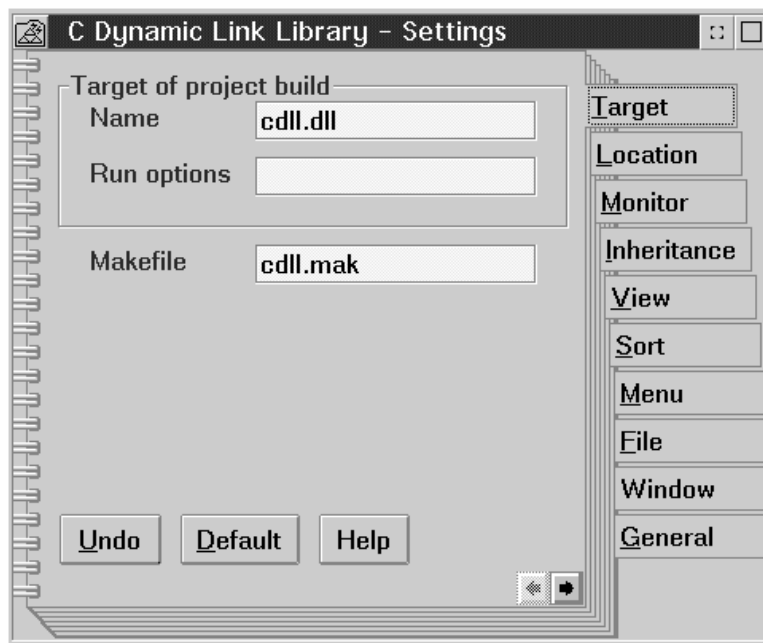 C Dynamic Link Library - Settings
Target of project build
Name
cdll.dll
Run options
Makefile
cdll.mak
Undo
Default
Help
Target
Location
Monitor
Inheritance
View
Sort
Menu
File
Window
General